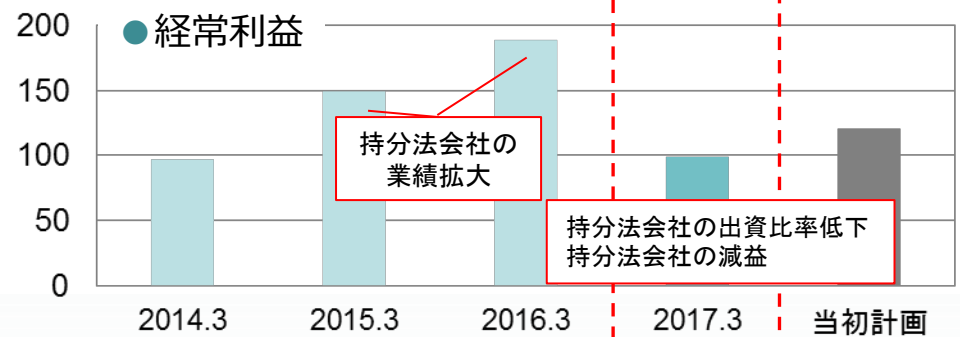 200
● 経常利益
150
100
50
0
持分法会社の
業績拡大
持分法会社の出資比率低下
持分法会社の減益
2014.3
2015.3
2016.3
2017.3
当初計画